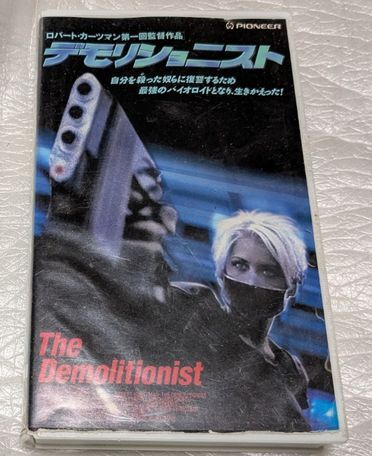 PIONEER
ロバート・カーツマン第一回監督作品
デモリショニスト
自分を殺った奴らに復讐するため
最強のバイオロイドとなり、生きかえった!
The
Demolitionist